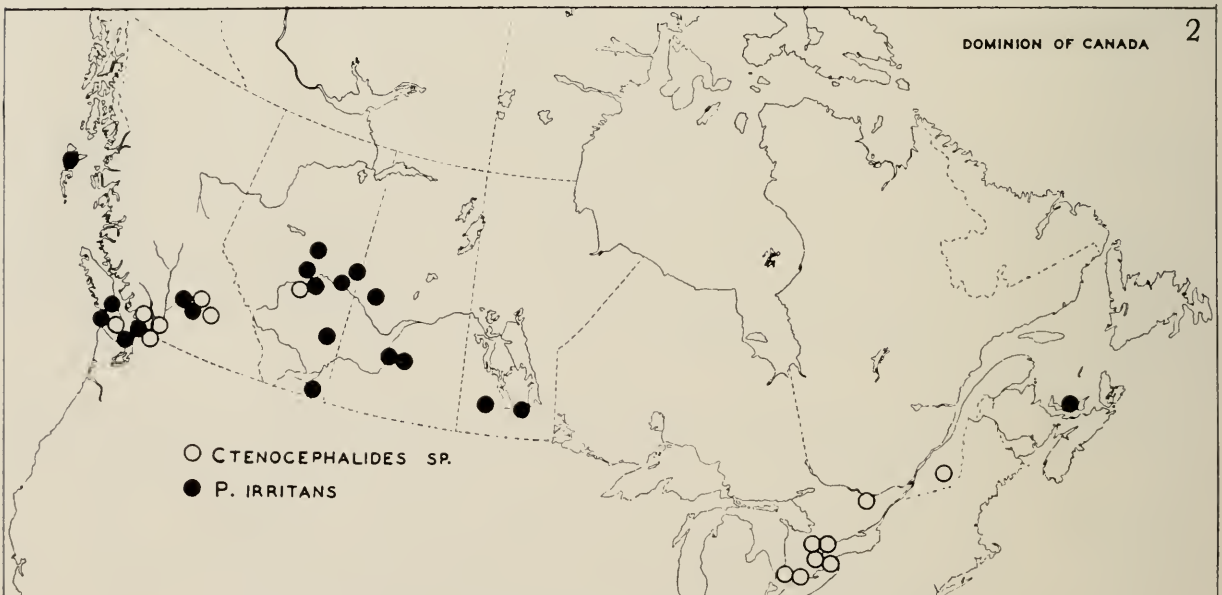 DOMINION OF CANADA 2
CTENOCEPHALIDES SP.
P. IRRITANS